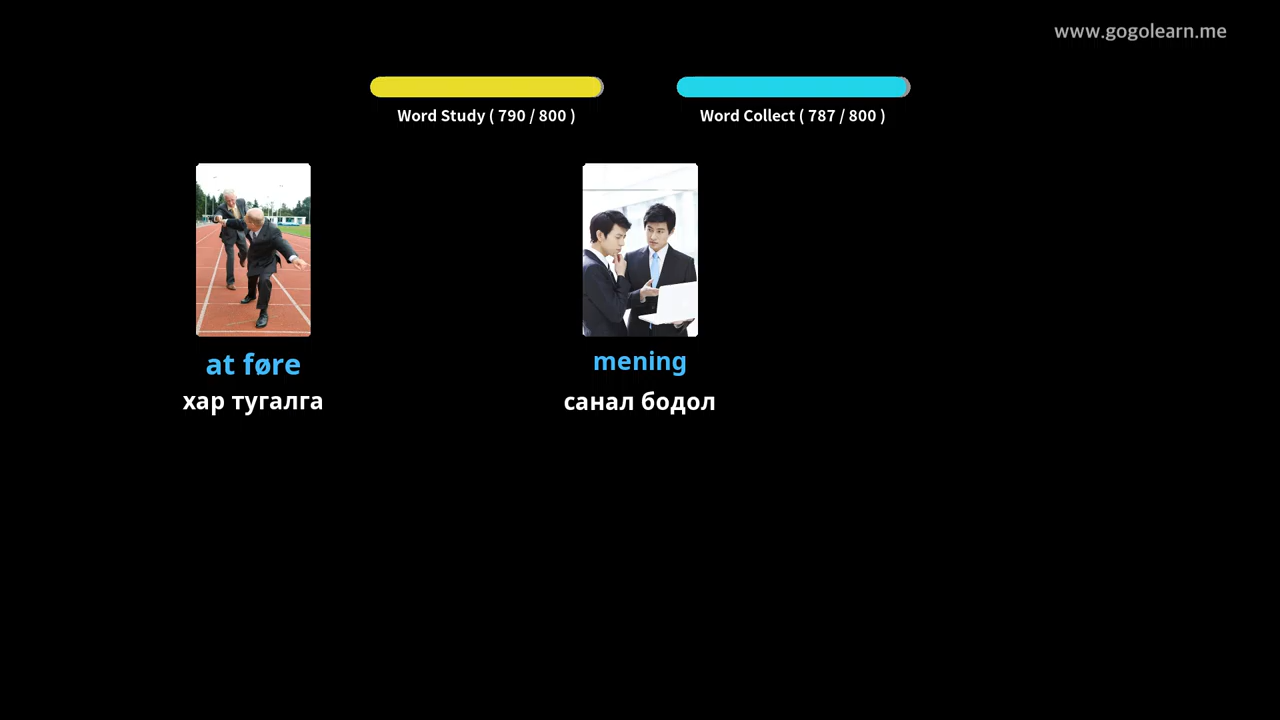 www.gogolearn.me
Word Study ( 790 / 800 )
Word Collect ( 787 / 800 )
at føre
mening
хар тугалга
санал бодол